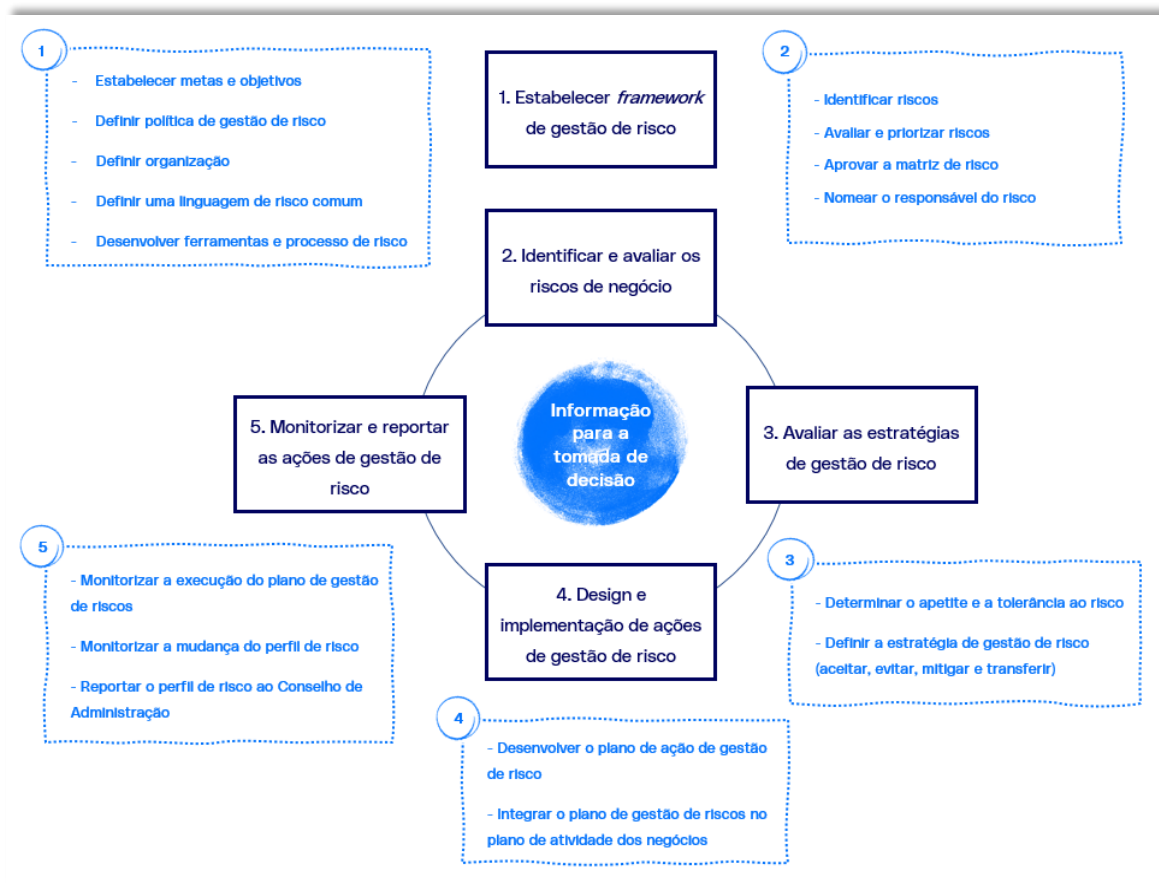 1
- Estabelecer metas e objetivos
- Definir política de gestão de risco
- Definir organização
- Definir uma linguagem de risco comum
- Desenvolver ferramentas e processo de risco
1. Estabelecer framework
de gestão de risco
2
- Identificar riscos
- Avaliar e priorizar riscos
- Aprovar a matriz de risco
- Nomear o responsável do risco
2. Identificar e avaliar os
riscos de negócio
Informação
para a
tomada de
decisão
5. Monitorizar e reportar
as ações de gestão de
risco
3. Avaliar as estratégias
de gestão de risco
4. Design e
implementação de ações
de gestão de risco
5
- Monitorizar a execução do plano de gestão
de riscos
- Monitorizar a mudança do perfil de risco
- Reportar o perfil de risco ao Conselho de
Administração
3
- Determinar o apetite e a tolerância ao risco
- Definir a estratégia de gestão de risco
(aceitar, evitar, mitigar e transferir)
4
- Desenvolver o plano de ação de gestão
de risco
- Integrar o plano de gestão de riscos no
plano de atividade dos negócios